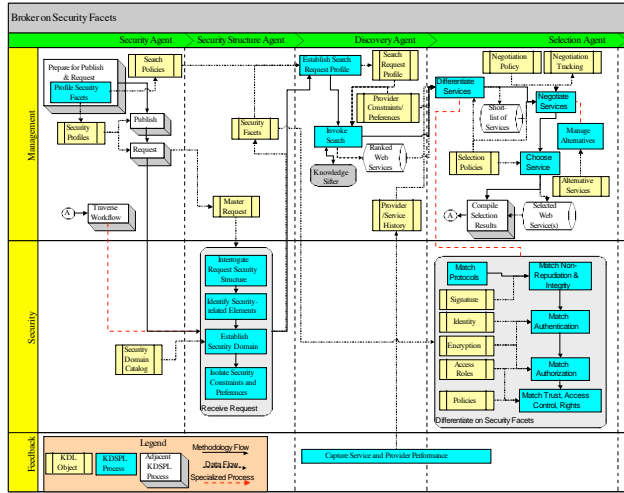 Broker on Security Facets
Security Agent
Security Structure Agent
Discovery Agent
Selection Agent
Management
Prepare for Publish
& Request
Profile Security
Facets
Search
Policies
Security
Profiles
Publish
Request
A
Traverse
Workflow
Establish Search
Request Profile
Search
Request
Profile
Provider
Constraints/
Preferences
Security
Facets
Invoke
Search
Knowledge
Sifter
Ranked
Web
Services
Master
Request
Provider
/Service
History
Negotiation
Policy
Negotiation
Trucking
Differentiate
Services
Short-
list of
Services
Negotiate
Services
Manage
Alternatives
Selection
Policies
Choose
Service
Alternative
Services
A
Compile
Selection
Results
Selected
Web
Service(s)
Security
Interrogate
Request Security
Structure
Identify Security-
related Elements
Establish
Security Domain
Isolate Security
Constraints and
Preferences
Receive Request
Security
Domain
Catalog
Match
Protocols
Match Non-
Repudiation &
Integrity
Signature
Identity
Match
Authentication
Encryption
Access
Roles
Match
Authorization
Policies
Match Trust, Access
Control, Rights
Differentiate on Security Facets
Feedback
Legend
KDL
Object
KDSPL
Process
Adjacent
KDSPL
Process
Methodology Flow
Data Flow
Specialized Process
Capture Service and Provider Performance